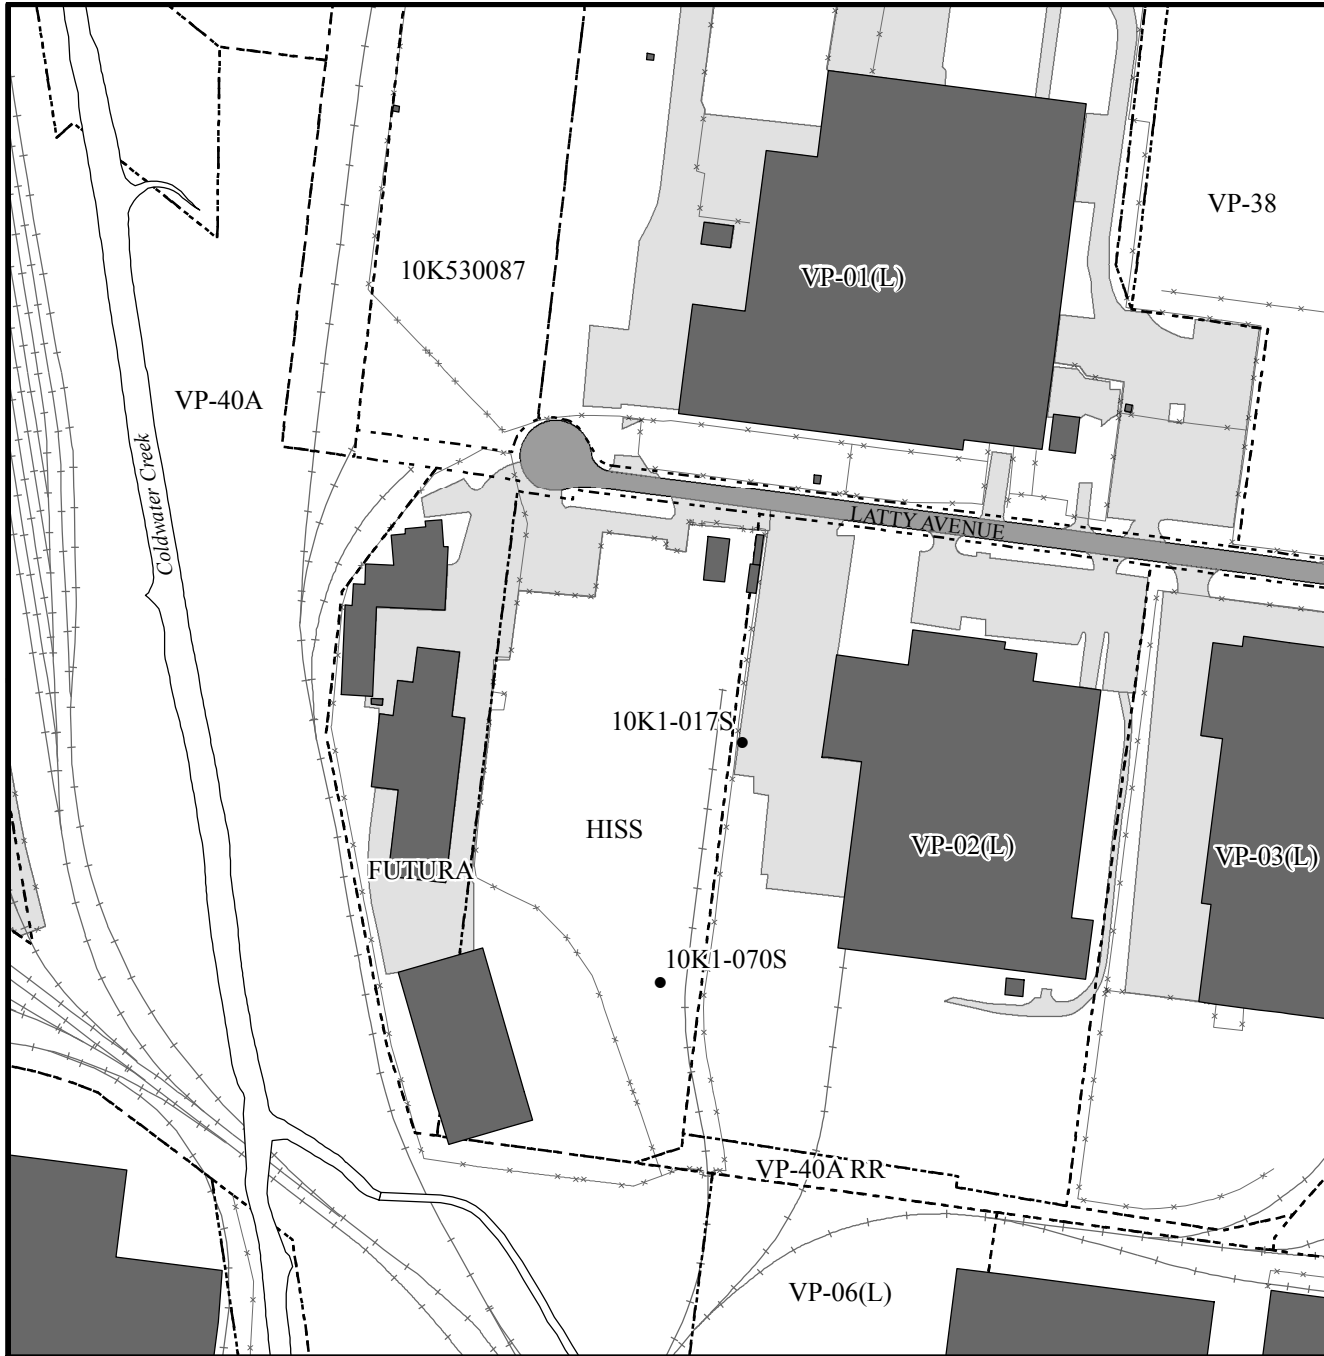 VP-38
10K530087
VP-01(L)
VP-40A
Coldwater Creek
LATTY AVENUE
10K1-017S
HISS
VP-02(L)
VP-03(L)
FUTURA
10K1-070S
VP-40A RR
VP-06(L)